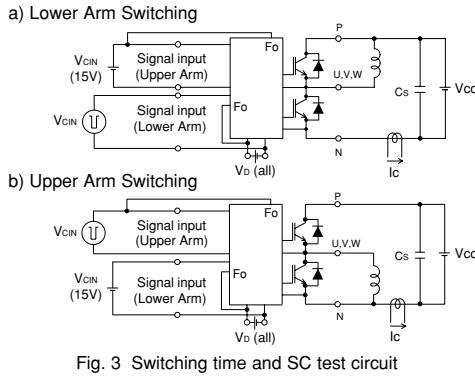 a) Lower Arm Switching
P
Fo
VCIN
(15V)
Signal input
(Upper Arm)
U,V,W
CS
VCC
Signal input
(Lower Arm)
Fo
VCIN
N
Ic
VD (all)
b) Upper Arm Switching
P
Fo
VCIN
Signal input
(Upper Arm)
U,V,W
CS
VCC
VCIN
(15V)
Signal input
(Lower Arm)
Fo
N
Ic
VD (all)
Fig. 3 Switching time and SC test circuit